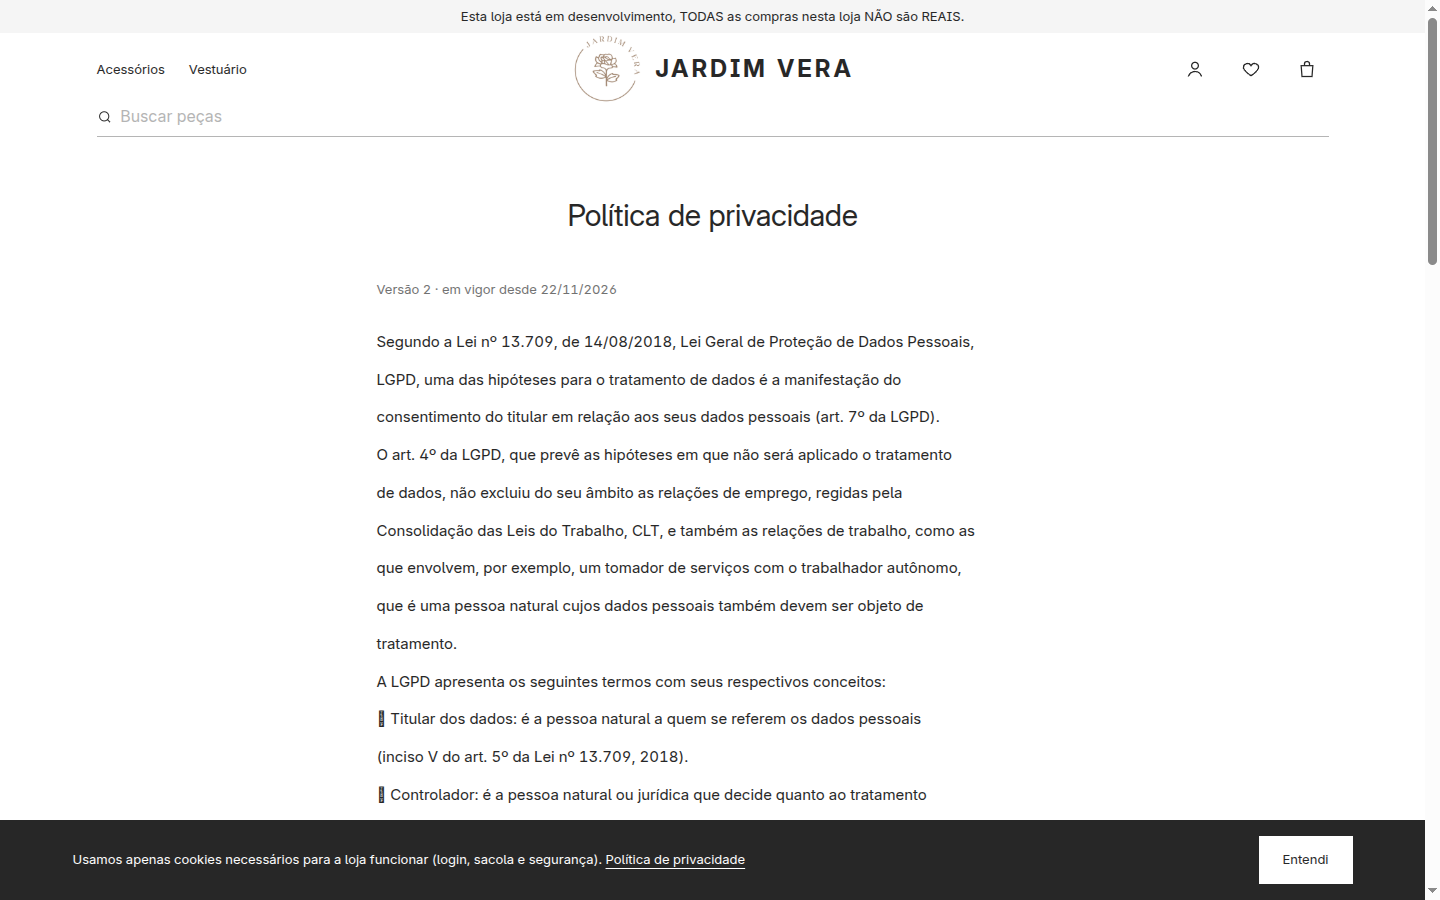 Esta loja está em desenvolvimento, TODAS as compras nesta loja NÃO são REAIS.
Acessórios
Vestuário
JARDIM VERA
JARDIM VERA
Buscar peças
Política de privacidade
Versão 2 · em vigor desde 22/11/2026
Segundo a Lei nº 13.709, de 14/08/2018, Lei Geral de Proteção de Dados Pessoais,
LGPD, uma das hipóteses para o tratamento de dados é a manifestação do
consentimento do titular em relação aos seus dados pessoais (art. 7º da LGPD).
O art. 4º da LGPD, que prevê as hipóteses em que não será aplicado o tratamento
de dados, não excluiu do seu âmbito as relações de emprego, regidas pela
Consolidação das Leis do Trabalho, CLT, e também as relações de trabalho, como as
que envolvem, por exemplo, um tomador de serviços com o trabalhador autônomo,
que é uma pessoa natural cujos dados pessoais também devem ser objeto de
tratamento.
A LGPD apresenta os seguintes termos com seus respectivos conceitos:
Titular dos dados: é a pessoa natural a quem se referem os dados pessoais
(inciso V do art. 5º da Lei nº 13.709, 2018).
Controlador: é a pessoa natural ou jurídica que decide quanto ao tratamento
Usamos apenas cookies necessários para a loja funcionar (login, sacola e segurança). Política de privacidade
Entendi